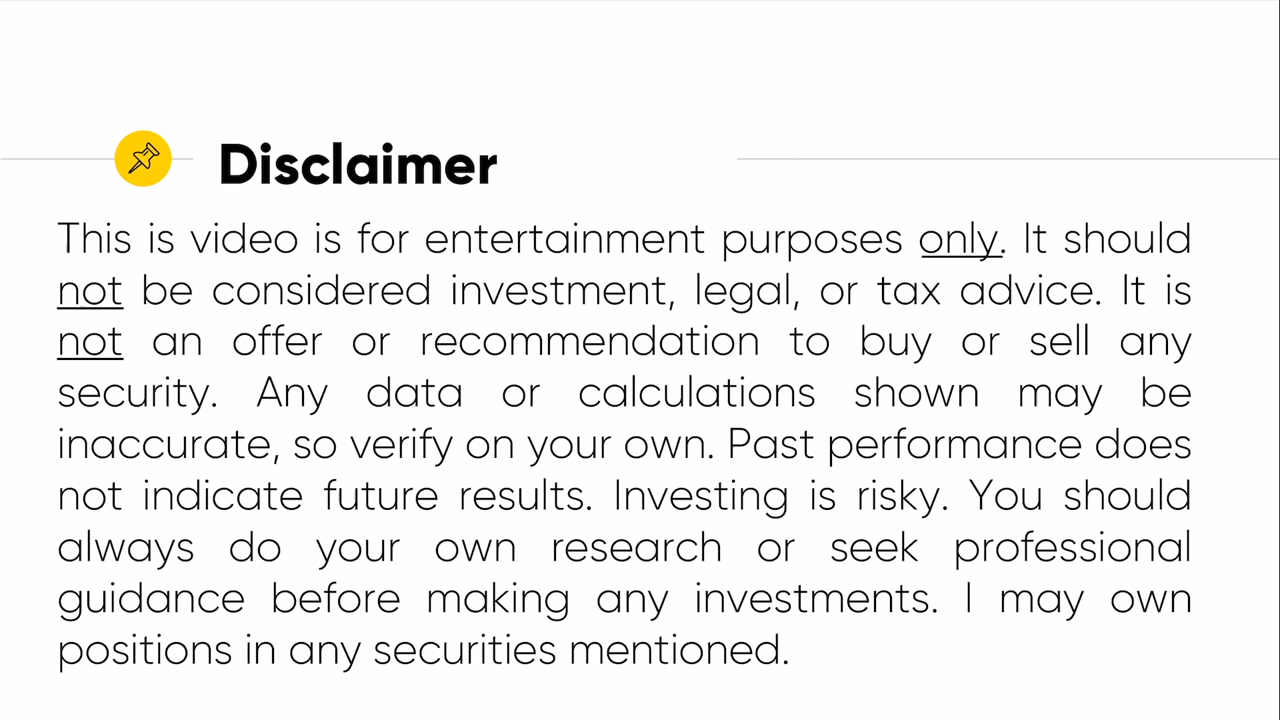 Disclaimer
This is video is for entertainment purposes only. It should
not be considered investment, legal, or tax advice. It is
not an offer or recommendation to buy or sell any
security. Any data or calculations shown may be
inaccurate, so verify on your own. Past performance does
not indicate future results. Investing is risky. You should
always do your own research or seek professional
guidance before making any investments. I may own
positions in any securities mentioned.